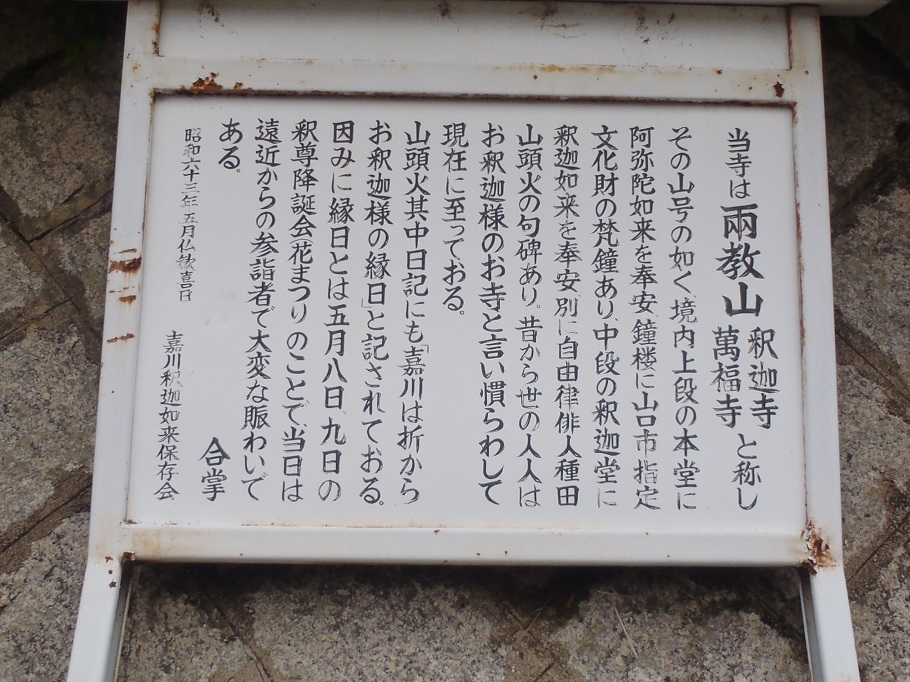 当寺は兩教山釈迦寺萬福寺と称し
その山号の如く境内上段の本堂に
阿弥陀如来を奉安、鐘楼に山口市指定
文化財の梵鐘あり、中段の釈迦堂に
釈迦如来を奉安、別に自由律俳人種田
山頭火の句碑あり、昔から世の人人は
お釈迦様のお寺と言い慣らわして
現在に至っておる。
山頭火其中日記にも「嘉川は折から
お釈迦様の縁日」と記されておる。
因みに縁日とは五月八日、九日の
釈尊降誕会花まつりのことで、当日は
遠近からの参詣者で大変な賑わいで
ある。
合掌
昭和六十三年五月仏歓喜日
嘉川釈迦如来保存会